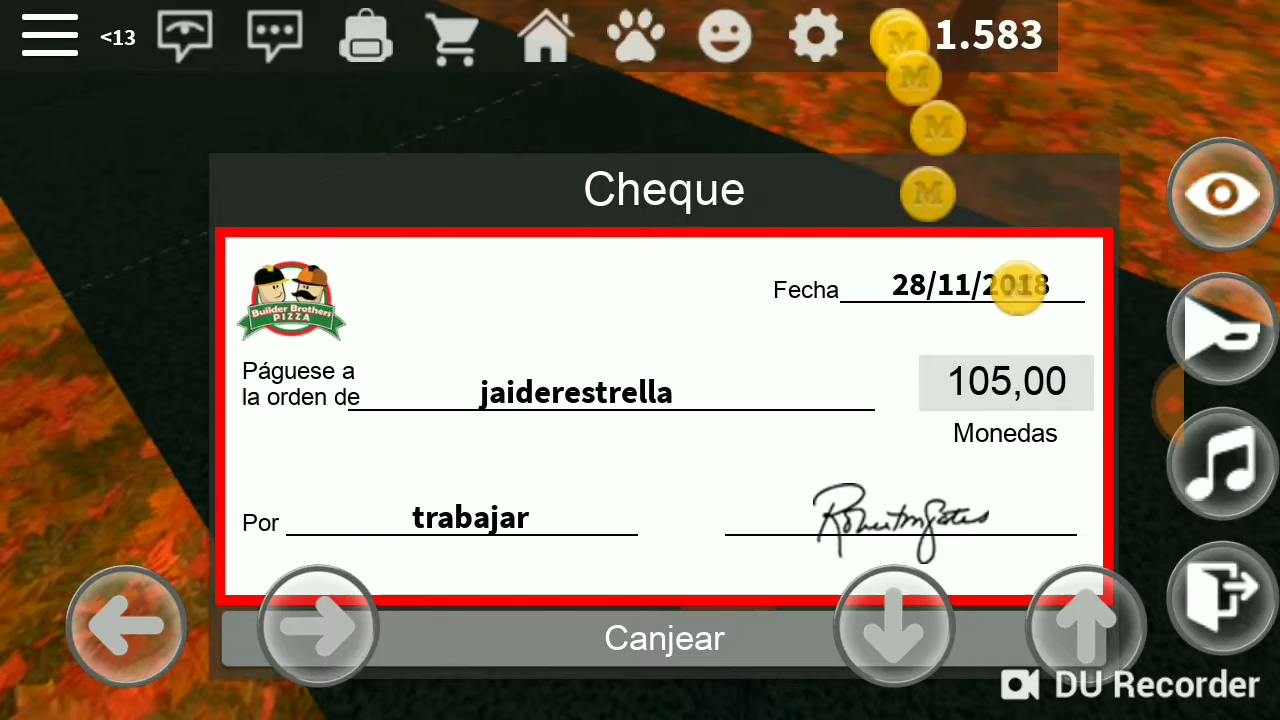 <13
1.583
Cheque
Builder Brothers
PIZZA
Fecha 28/11/2018
Páguese a
la orden de jaiderestrella
105,00
Monedas
Por trabajar
Canjear
DU Recorder